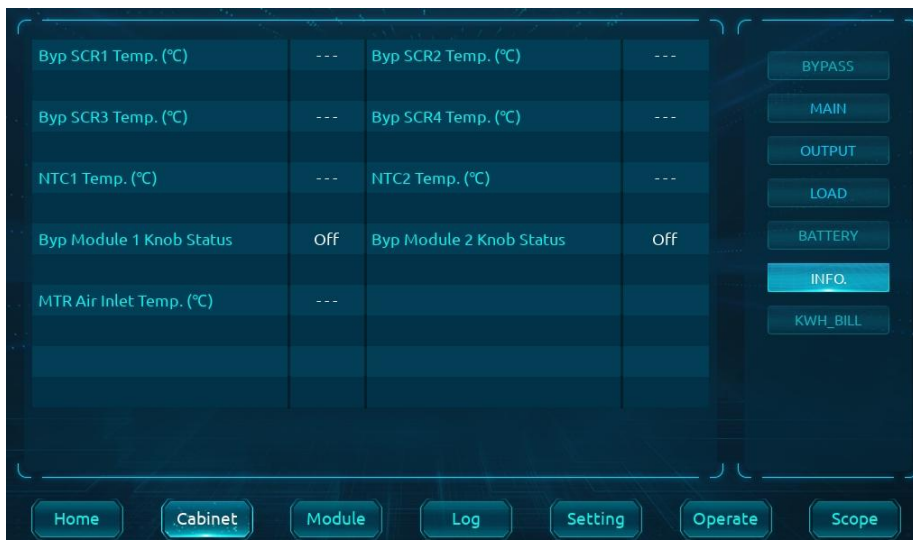 Byp SCR1 Temp. (℃) --- Byp SCR2 Temp. (℃) ---
Byp SCR3 Temp. (℃) --- Byp SCR4 Temp. (℃) ---
NTC1 Temp. (℃) --- NTC2 Temp. (℃) ---
Byp Module 1 Knob Status Off Byp Module 2 Knob Status Off
MTR Air Inlet Temp. (℃) ---
BYPASS
MAIN
OUTPUT
LOAD
BATTERY
INFO.
KWH_BILL
Home Cabinet Module Log Setting Operate Scope